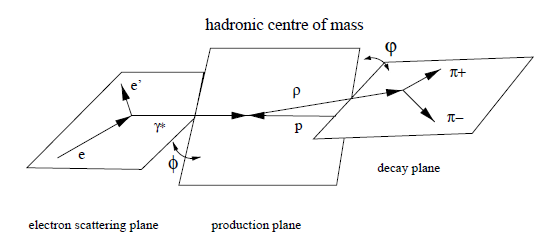 hadronic centre of mass
φ
π+
e'
ρ
γ*
p
π−
e
ϕ
decay plane
electron scattering plane
production plane